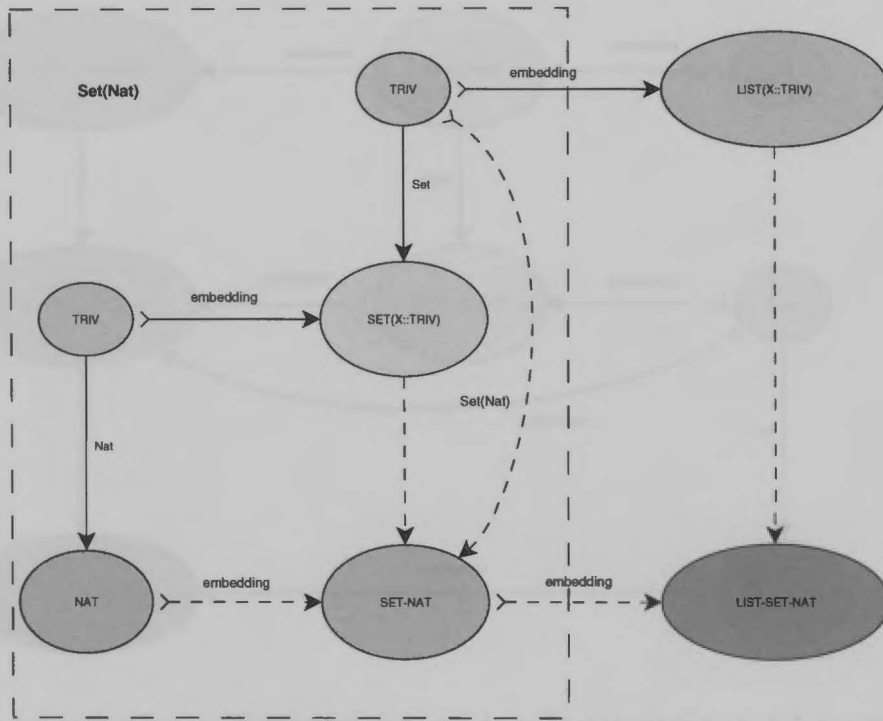 embedding
Set(Nat)
TRIV
LIST(X::TRIV)
Set
embedding
TRIV
SET(X::TRIV)
Set(Nat)
Nat
embedding
embedding
NAT
SET-NAT
LIST-SET-NAT